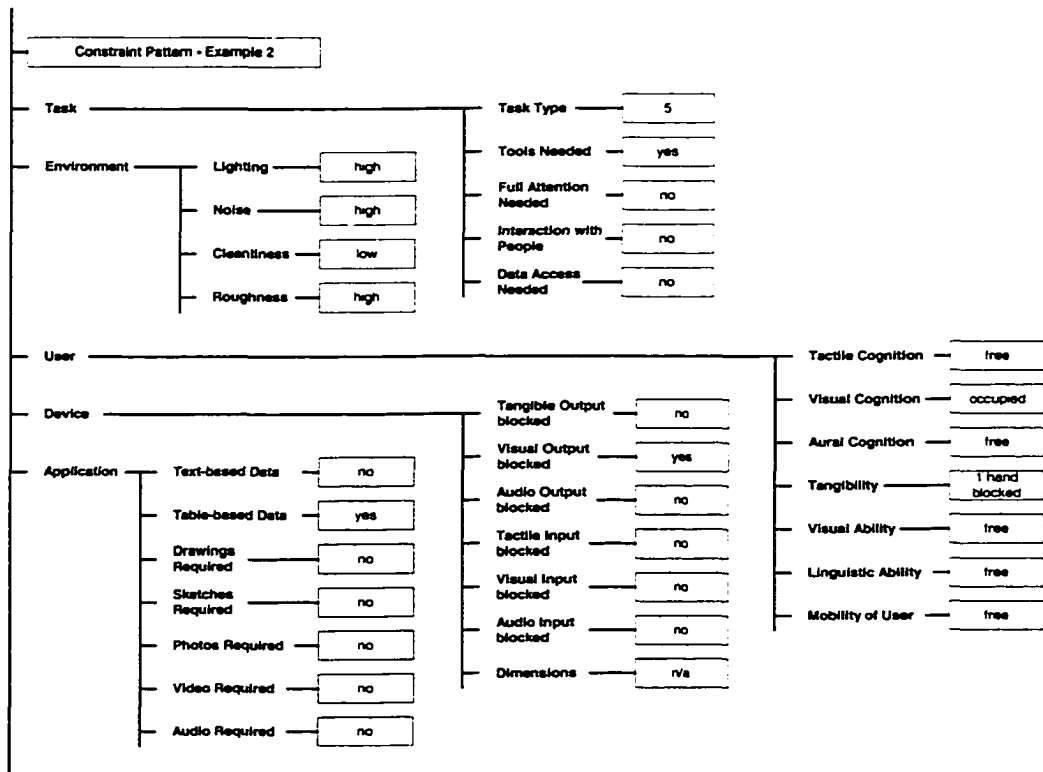 Constraint Pattern - Example 2
Task
Task Type
5
Tools Needed
yes
Full Attention
Needed
no
Interaction with
People
no
Data Access
Needed
no
Environment
Lighting
high
Noise
high
Cleantiness
low
Roughness
high
User
Tactile Cognition
free
Visual Cognition
occupied
Aural Cognition
free
Tangibility
1 hand
blocked
Visual Ability
free
Linguistic Ability
free
Mobility of User
free
Device
Tangible Output
blocked
no
Visual Output
blocked
yes
Audio Output
blocked
no
Tactile Input
blocked
no
Visual Input
blocked
no
Audio Input
blocked
no
Dimensions
n/a
Application
Text-based Data
no
Table-based Data
yes
Drawings
Required
no
Sketches
Required
no
Photos Required
no
Video Required
no
Audio Required
no